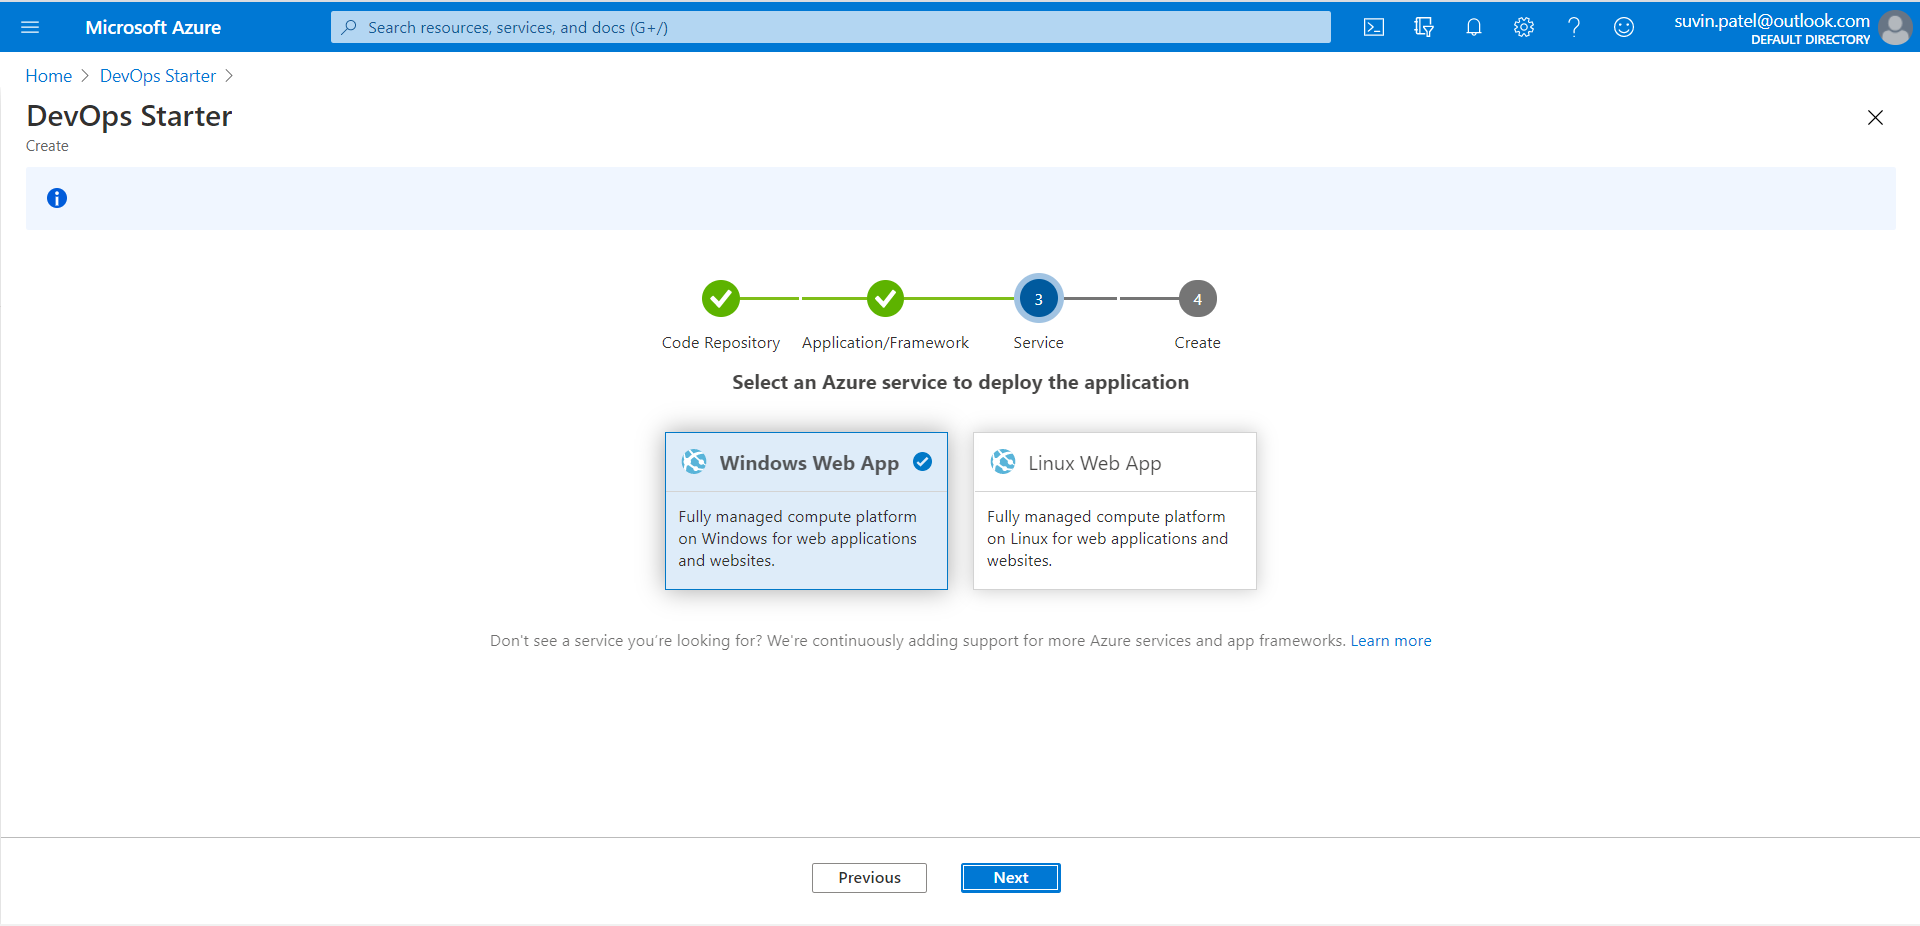 Microsoft Azure
Search resources, services, and docs (G+/)
suvin.patel@outlook.com
DEFAULT DIRECTORY
Home > DevOps Starter >
DevOps Starter
Create
3
4
Code Repository
Application/Framework
Service
Create
Select an Azure service to deploy the application
Windows Web App
Fully managed compute platform
on Windows for web applications
and websites.
Linux Web App
Fully managed compute platform
on Linux for web applications and
websites.
Don't see a service you're looking for? We're continuously adding support for more Azure services and app frameworks. Learn more
Previous
Next